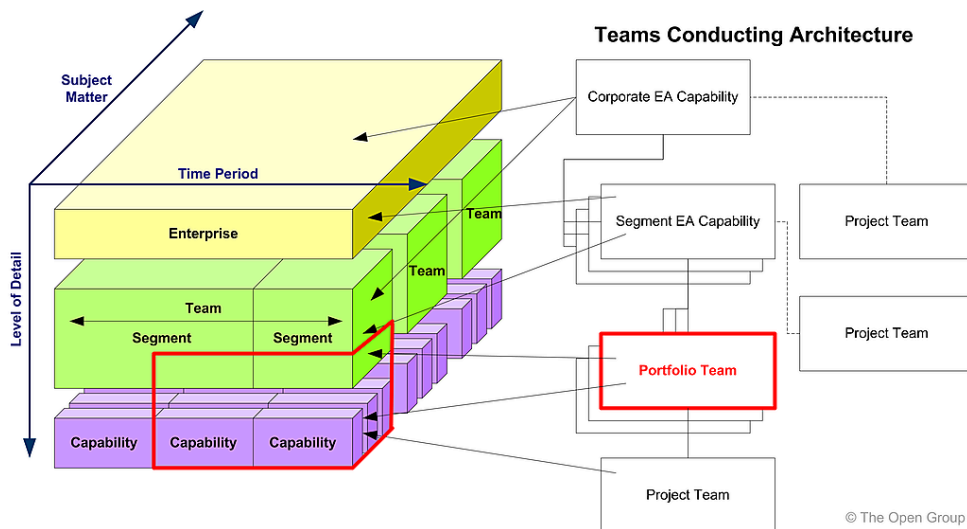 Teams Conducting Architecture
Subject
Matter
Corporate EA Capability
Time Period
Team
Enterprise
Segment EA Capability
Project Team
Level of Detail
Team
Team
Segment
Segment
Project Team
Portfolio Team
Capability
Capability
Capability
Project Team
© The Open Group